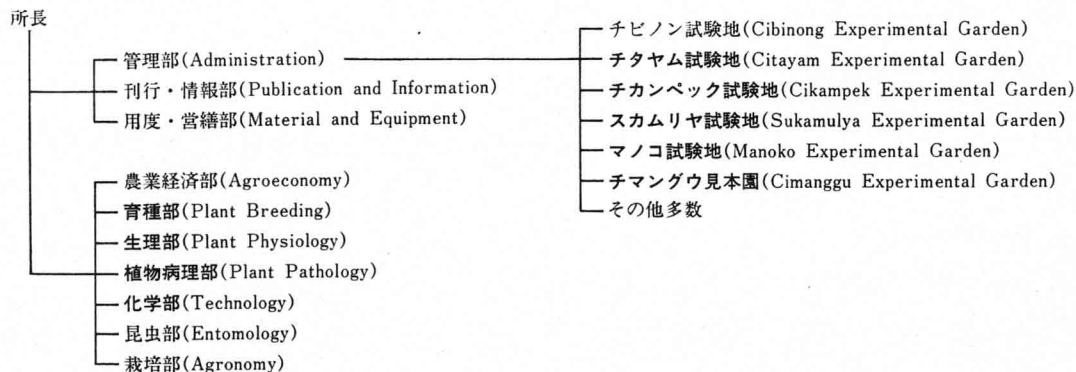 所長
管理部(Administration)
刊行・情報部(Publication and Information)
用度・営繕部(Material and Equipment)
農業経済部(Agroeconomy)
育種部(Plant Breeding)
生理部(Plant Physiology)
植物病理部(Plant Pathology)
化学部(Technology)
昆虫部(Entomology)
栽培部(Agronomy)
チビノン試験地(Cibinong Experimental Garden)
チタヤム試験地(Citayam Experimental Garden)
チカンペック試験地(Cikampek Experimental Garden)
スカムリヤ試験地(Sukamulya Experimental Garden)
マノコ試験地(Manoko Experimental Garden)
チマングウ見本園(Cimanggu Experimental Garden)
その他多数